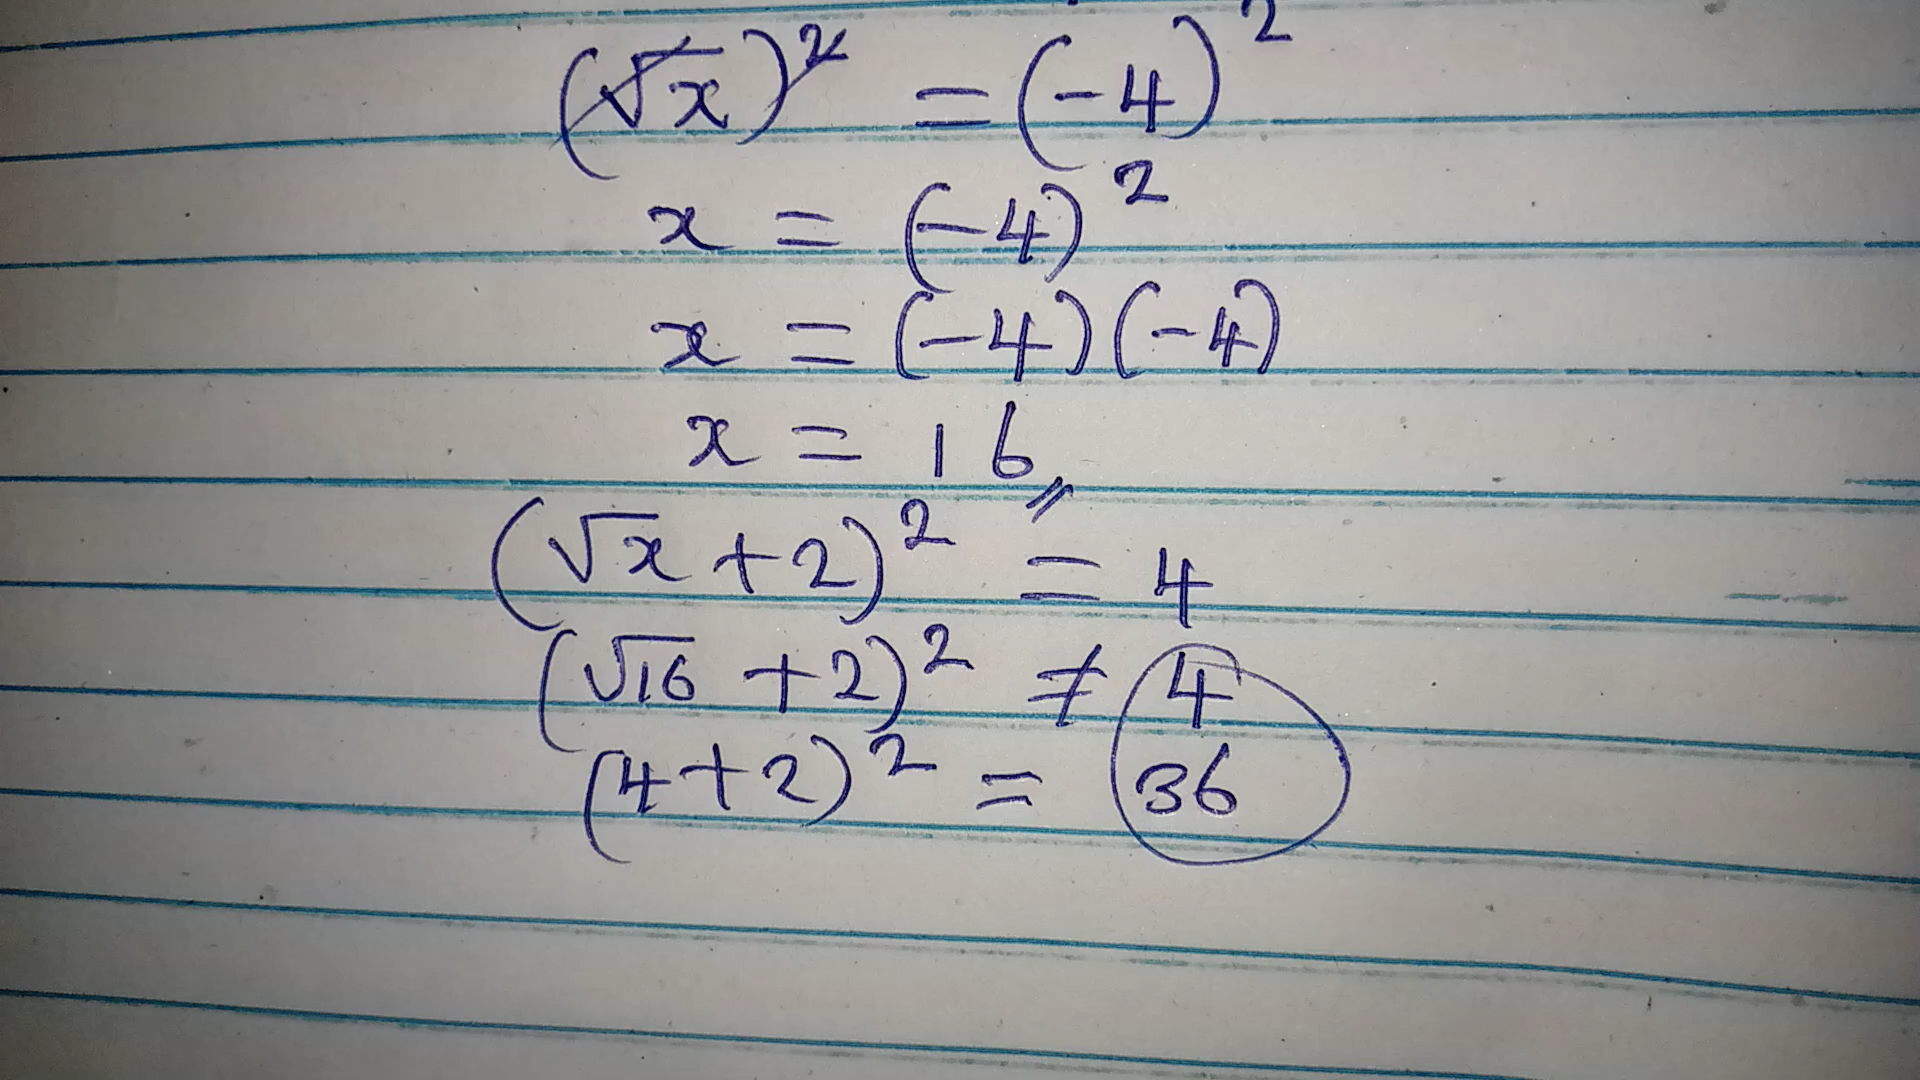 (√x)² = (-4)²
x = (-4)²
x = (-4)(-4)
x = 16
(√x + 2)² = 4
(√16 + 2)² ≠ 4
(4+2)² = 36